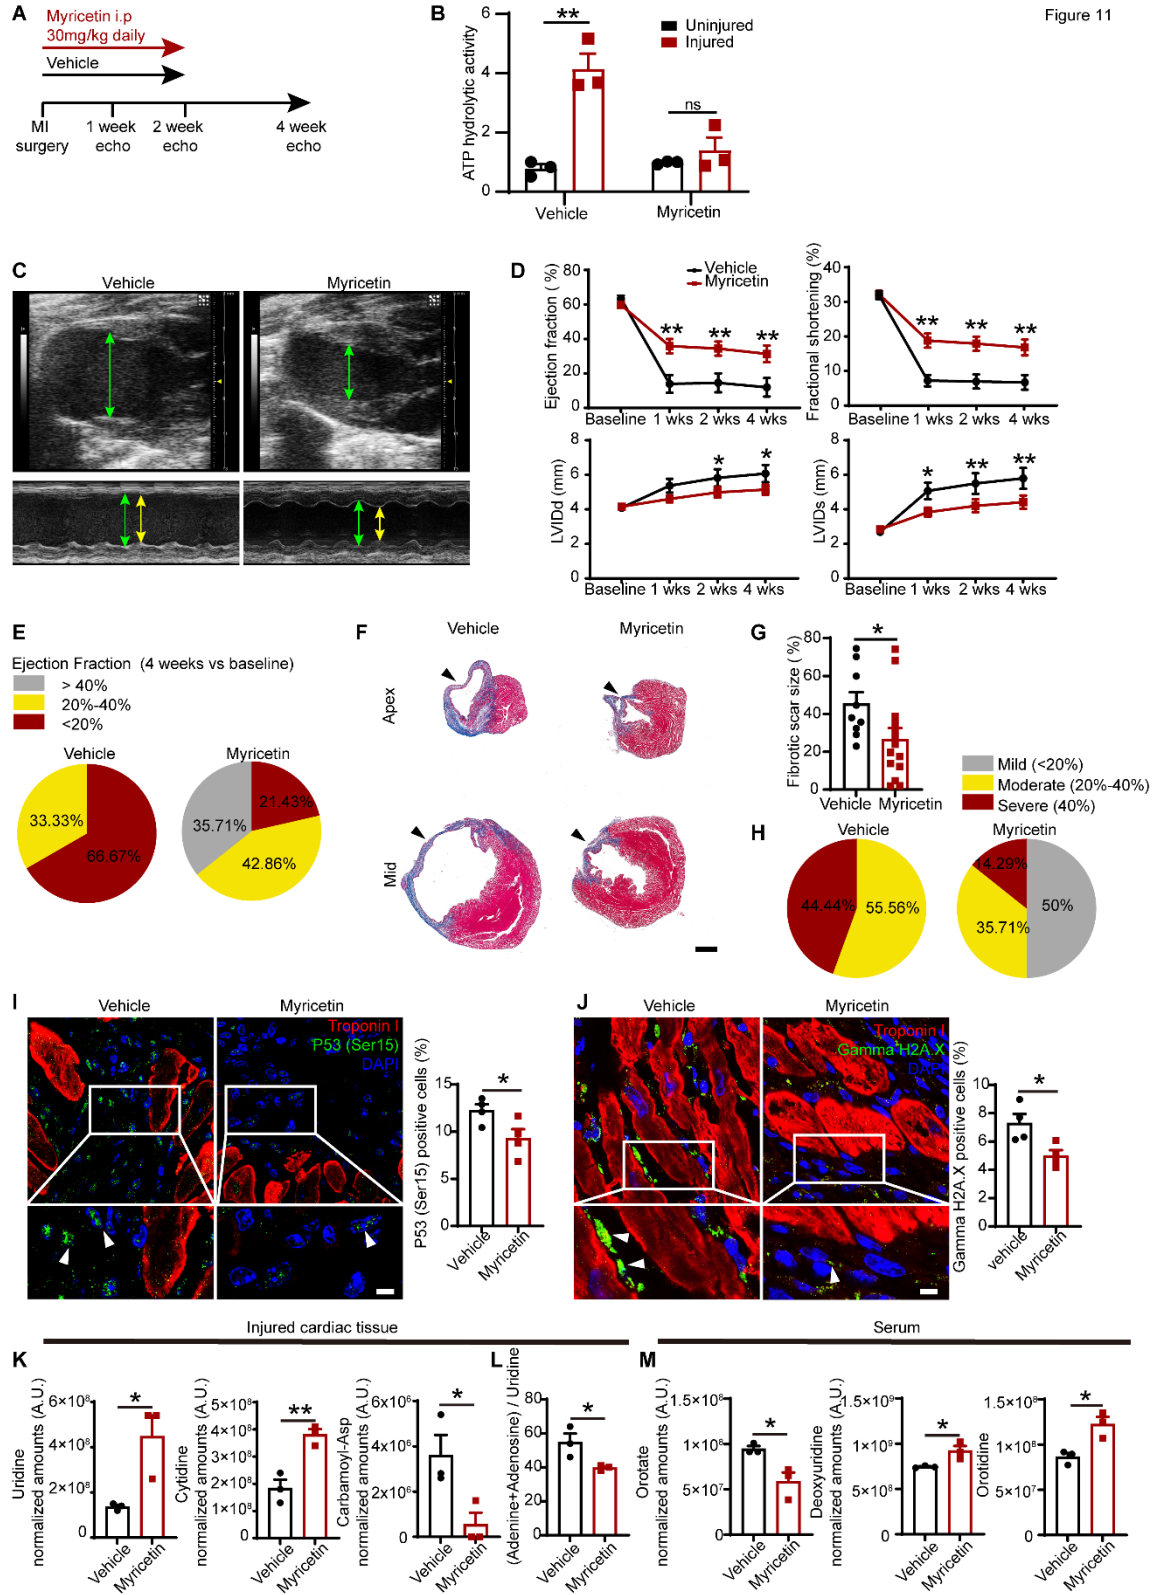 Figure 11
A
Myricetin i.p
30mg/kg daily
Vehicle
MI
surgery
1 week
echo
2 week
echo
4 week
echo
B
ATP hydrolytic activity
6
4
2
0
**
ns
Uninjured
Injured
Vehicle
Myricetin
C
Vehicle
Myricetin
D
Ejection fraction (%)
80
60
40
20
0
Vehicle
Myricetin
** ** **
Baseline 1 wks 2 wks 4 wks
Fractional shortening (%)
40
30
20
10
0
** ** **
Baseline 1 wks 2 wks 4 wks
LVIDd (mm)
8
6
4
2
0
* *
Baseline 1 wks 2 wks 4 wks
LVIDs (mm)
8
6
4
2
0
* ** **
Baseline 1 wks 2 wks 4 wks
E
Ejection Fraction (4 weeks vs baseline)
> 40%
20%-40%
<20%
Vehicle
33.33%
66.67%
Myricetin
21.43%
35.71%
42.86%
F
Vehicle
Myricetin
Apex
Mid
G
Fibrotic scar size (%)
80
60
40
20
0
*
Vehicle Myricetin
Mild (<20%)
Moderate (20%-40%)
Severe (40%)
H
Vehicle
44.44%
55.56%
Myricetin
14.29%
35.71%
50%
I
Vehicle
Myricetin
Troponin I
P53 (Ser15)
DAPI
P53 (Ser15) positive cells (%)
15
10
5
0
*
Vehicle
Myricetin
J
Vehicle
Myricetin
Troponin I
Gamma H2A.X
DAPI
Gamma H2A.X positive cells (%)
10
8
6
4
2
0
*
vehicle
Myricetin
Injured cardiac tissue
Serum
K
Uridine
normalized amounts (A.U.)
6×10⁸
4×10⁸
2×10⁸
0
*
Vehicle
Myricetin
Cytidine
normalized amounts (A.U.)
5×10⁸
4×10⁸
3×10⁸
2×10⁸
1×10⁸
0
**
Vehicle
Myricetin
Carbamoyl-Asp
normalized amounts (A.U.)
6×10⁶
4×10⁶
2×10⁶
0
*
Vehicle
Myricetin
L
(Adenine+Adenosine) / Uridine
80
60
40
20
0
*
Vehicle
Myricetin
M
Orotate
normalized amounts (A.U.)
1.5×10⁸
1×10⁸
5×10⁷
0
*
Vehicle
Myricetin
Deoxyuridine
normalized amounts (A.U.)
1.5×10⁹
1×10⁹
5×10⁸
0
*
Vehicle
Myricetin
Orotidine
normalized amounts (A.U.)
1.5×10⁸
1×10⁸
5×10⁷
0
*
Vehicle
Myricetin